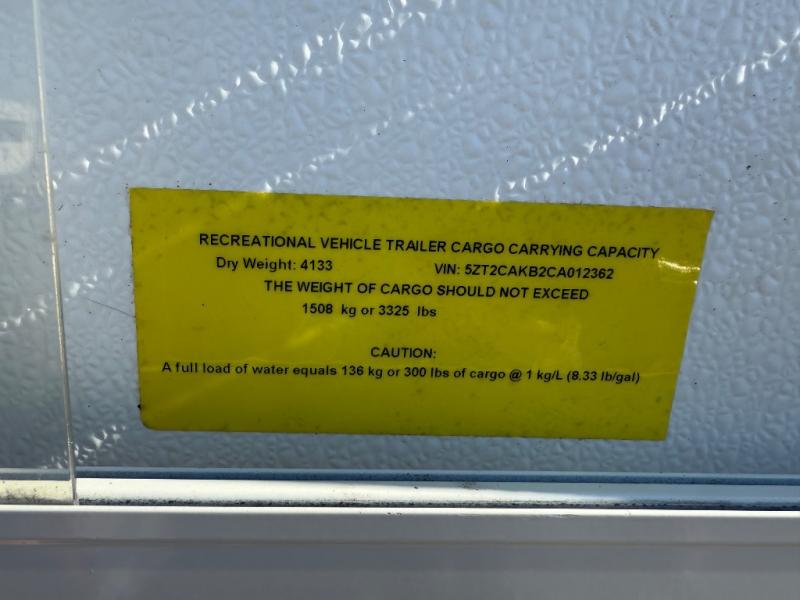 RECREATIONAL VEHICLE TRAILER CARGO CARRYING CAPACITY
Dry Weight: 4133 VIN: 5ZT2CAKB2CA012362
THE WEIGHT OF CARGO SHOULD NOT EXCEED
1508 kg or 3325 lbs
CAUTION:
A full load of water equals 136 kg or 300 lbs of cargo @ 1 kg/L (8.33 lb/gal)